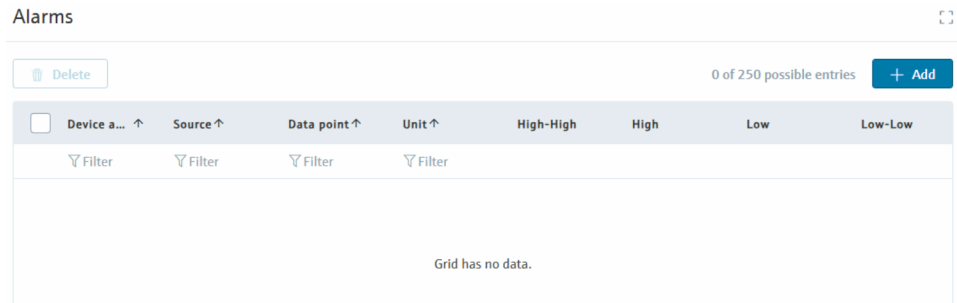 Alarms
Delete
0 of 250 possible entries
+ Add
Device a... ↑ Source ↑ Data point ↑ Unit ↑ High-High High Low Low-Low
Filter Filter Filter Filter
Grid has no data.